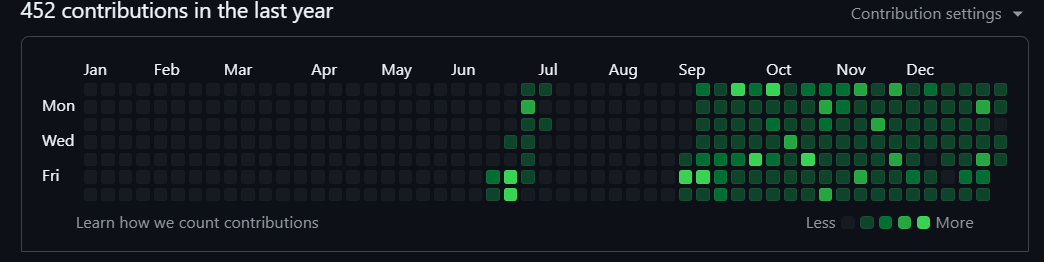 452 contributions in the last year
Contribution settings
Jan Feb Mar Apr May Jun Jul Aug Sep Oct Nov Dec
Mon
Wed
Fri
Learn how we count contributions
Less More